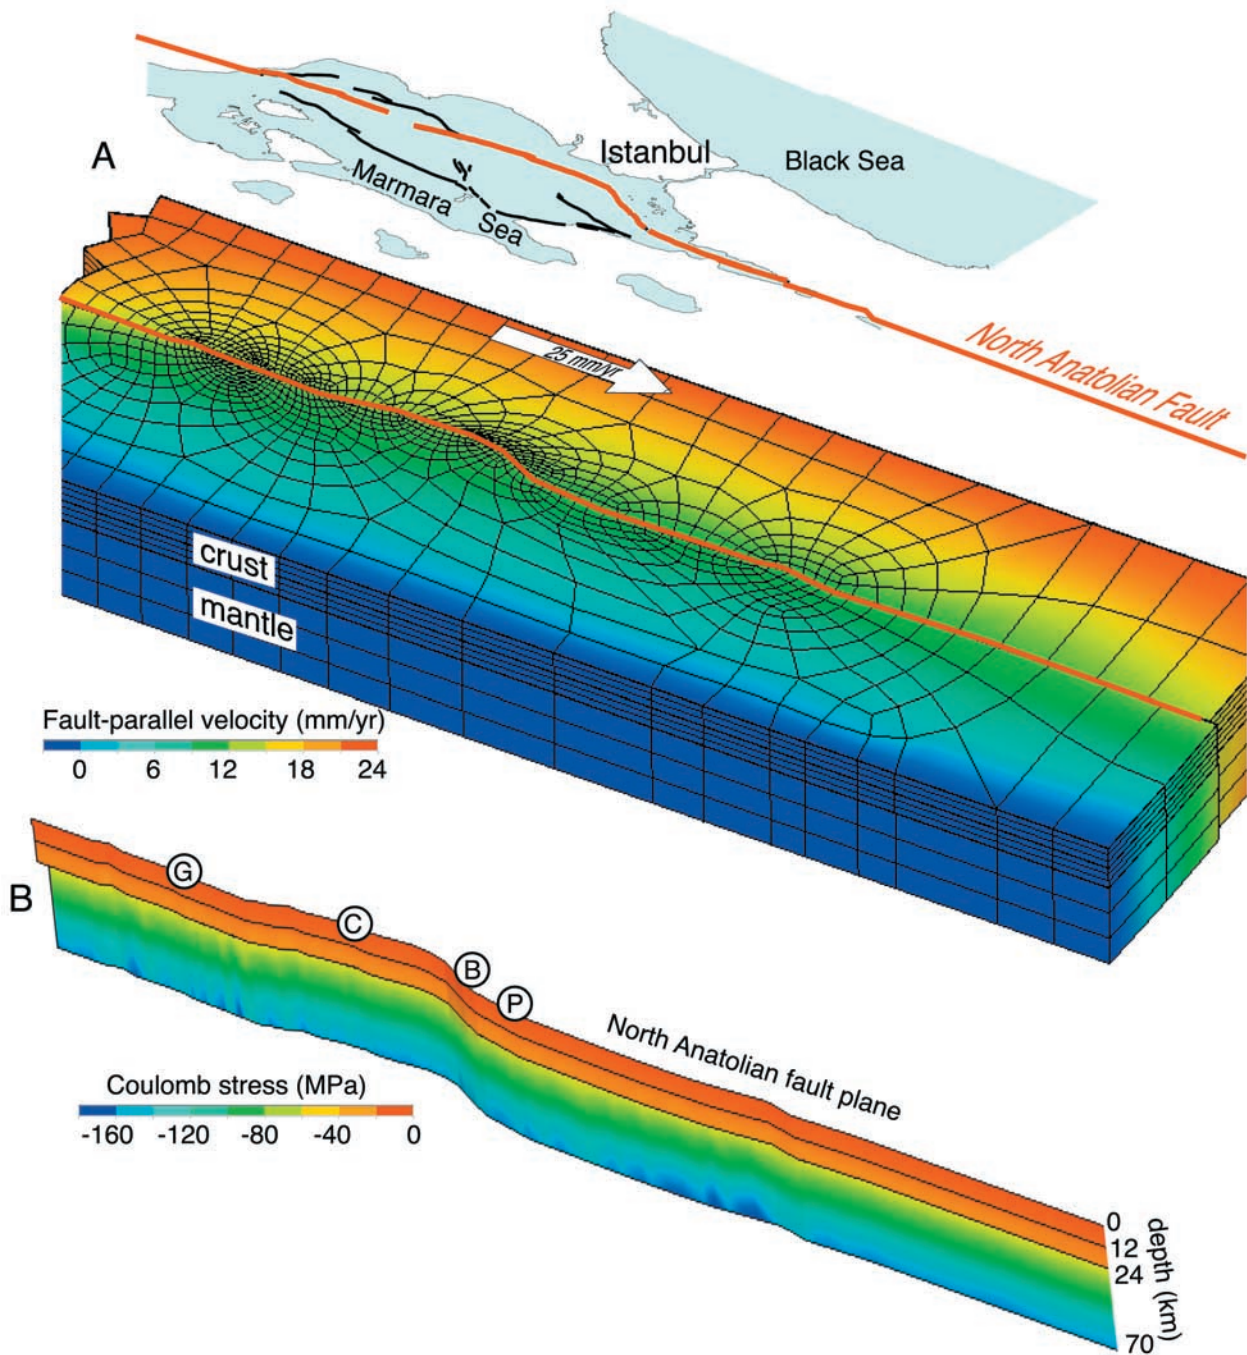 A
Istanbul
Black Sea
Marmara
Sea
North Anatolian Fault
25 mm/yr
crust
mantle
Fault-parallel velocity (mm/yr)
0 6 12 18 24
B
G
C
B
P
North Anatolian fault plane
Coulomb stress (MPa)
-160 -120 -80 -40 0
0
12
24
70
depth (km)